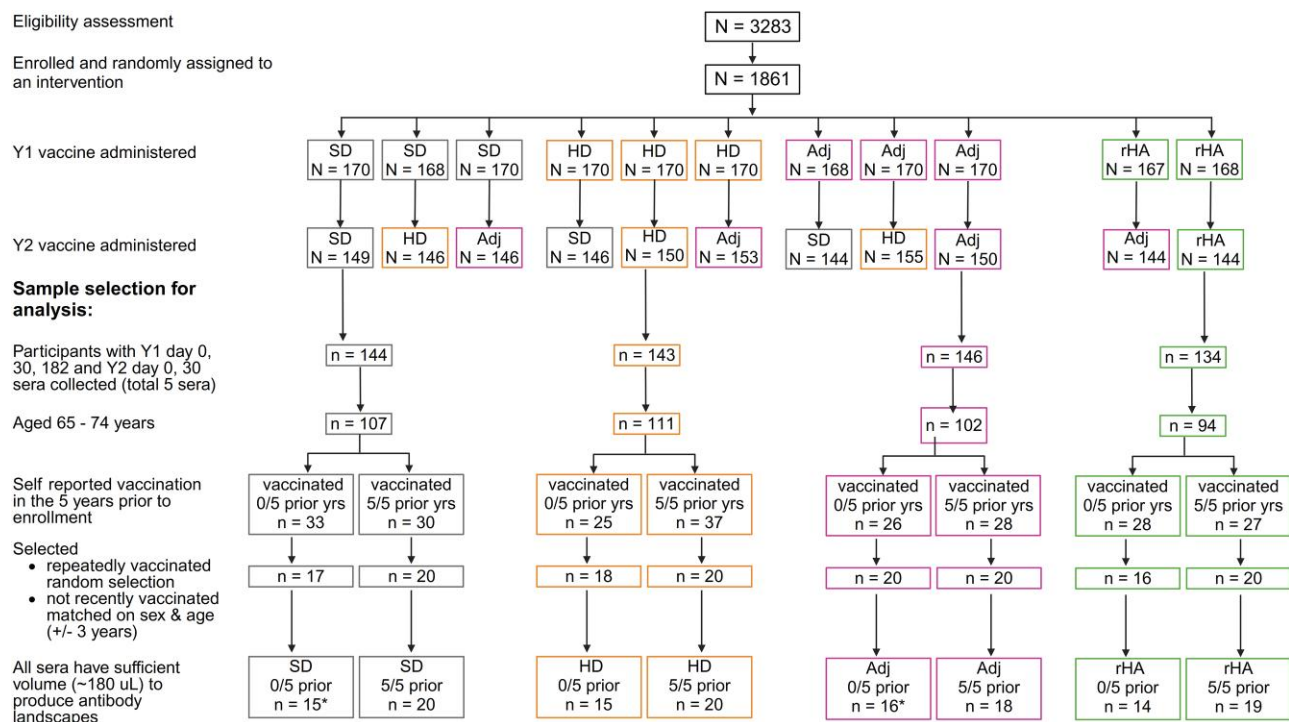 Eligibility assessment
N = 3283
Enrolled and randomly assigned to
an intervention
N = 1861
Y1 vaccine administered
SD SD SD HD HD HD Adj Adj Adj rHA rHA
N = 170 N = 168 N = 170 N = 170 N = 170 N = 170 N = 168 N = 170 N = 170 N = 167 N = 168
Y2 vaccine administered
SD HD Adj SD HD Adj SD HD Adj Adj rHA
N = 149 N = 146 N = 146 N = 146 N = 150 N = 153 N = 144 N = 155 N = 150 N = 144 N = 144
Sample selection for
analysis:
Participants with Y1 day 0,
30, 182 and Y2 day 0, 30
sera collected (total 5 sera)
n = 144 n = 143 n = 146 n = 134
Aged 65 - 74 years
n = 107 n = 111 n = 102 n = 94
Self reported vaccination
in the 5 years prior to
enrollment
vaccinated vaccinated vaccinated vaccinated vaccinated vaccinated vaccinated vaccinated
0/5 prior yrs 5/5 prior yrs 0/5 prior yrs 5/5 prior yrs 0/5 prior yrs 5/5 prior yrs 0/5 prior yrs 5/5 prior yrs
n = 33 n = 30 n = 25 n = 37 n = 26 n = 28 n = 28 n = 27
Selected
• repeatedly vaccinated
random selection
• not recently vaccinated
matched on sex & age
(+/- 3 years)
n = 17 n = 20 n = 18 n = 20 n = 20 n = 20 n = 16 n = 20
All sera have sufficient
volume (~180 uL) to
produce antibody
landscapes
SD SD HD HD Adj Adj rHA rHA
0/5 prior 5/5 prior 0/5 prior 5/5 prior 0/5 prior 5/5 prior 0/5 prior 5/5 prior
n = 15* n = 20 n = 15 n = 20 n = 16* n = 18 n = 14 n = 19